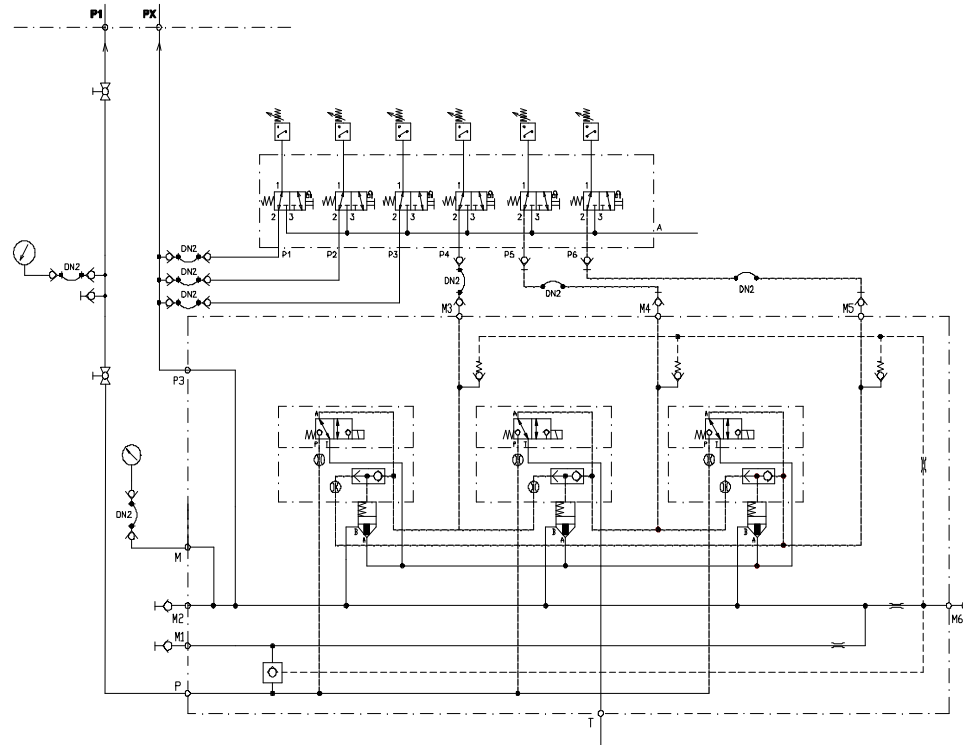 P1 PX
1 1 1 1 1 1
2 3 2 3 2 3 2 3 2 3 2 3
A
P1 P2 P3 P4 P5 P6
DN2
DN2
DN2
DN2
DN2
DN2
DN2
M3 M4 M5
P3
A A A
P T P T P T
DN2
B B B
A A A
M
M2 M6
M1
P
T